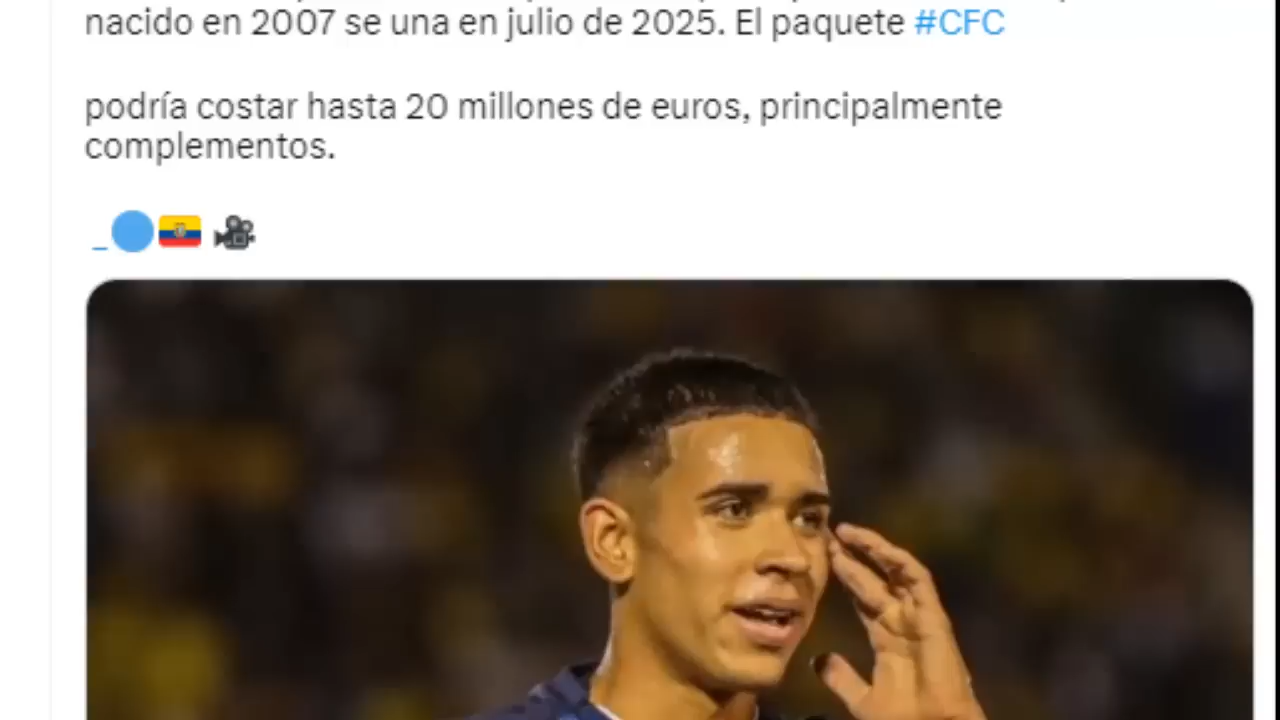 nacido en 2007 se una en julio de 2025. El paquete #CFC
podría costar hasta 20 millones de euros, principalmente
complementos.